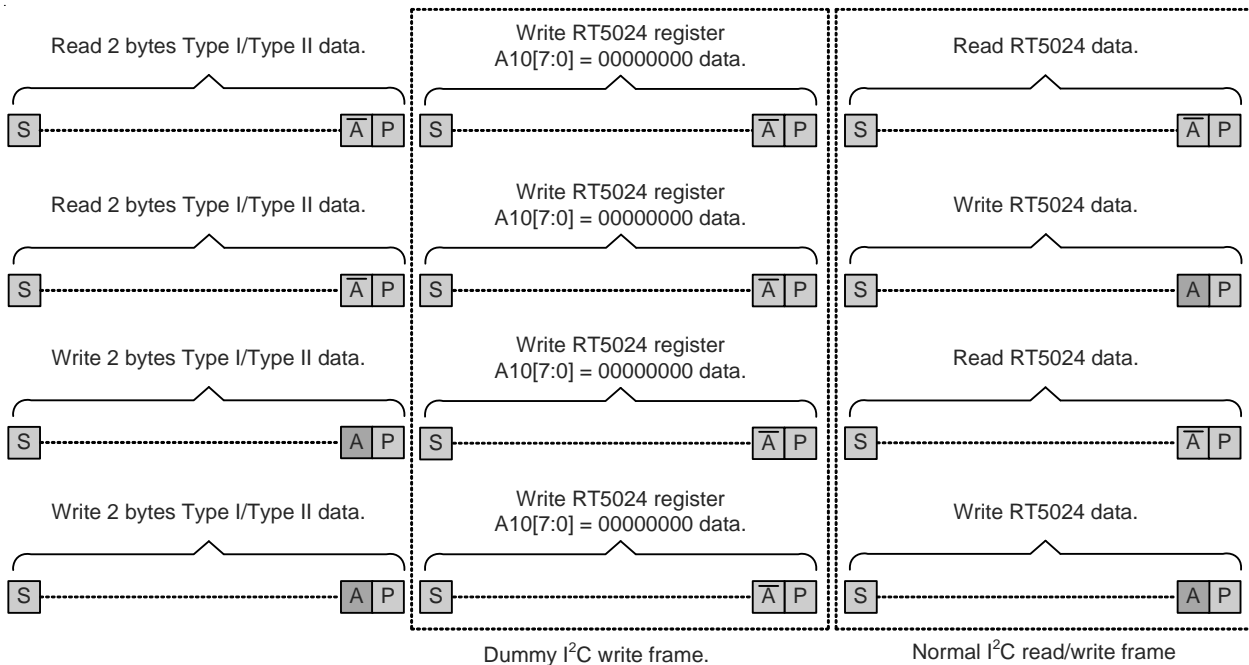 Read 2 bytes Type I/Type II data.
Write RT5024 register
A10[7:0] = 00000000 data.
Read RT5024 data.
S A̅ P S A̅ P S A̅ P
Read 2 bytes Type I/Type II data.
Write RT5024 register
A10[7:0] = 00000000 data.
Write RT5024 data.
S A̅ P S A̅ P S A P
Write 2 bytes Type I/Type II data.
Write RT5024 register
A10[7:0] = 00000000 data.
Read RT5024 data.
S A P S A̅ P S A̅ P
Write 2 bytes Type I/Type II data.
Write RT5024 register
A10[7:0] = 00000000 data.
Write RT5024 data.
S A P S A̅ P S A P
Dummy I²C write frame.
Normal I²C read/write frame